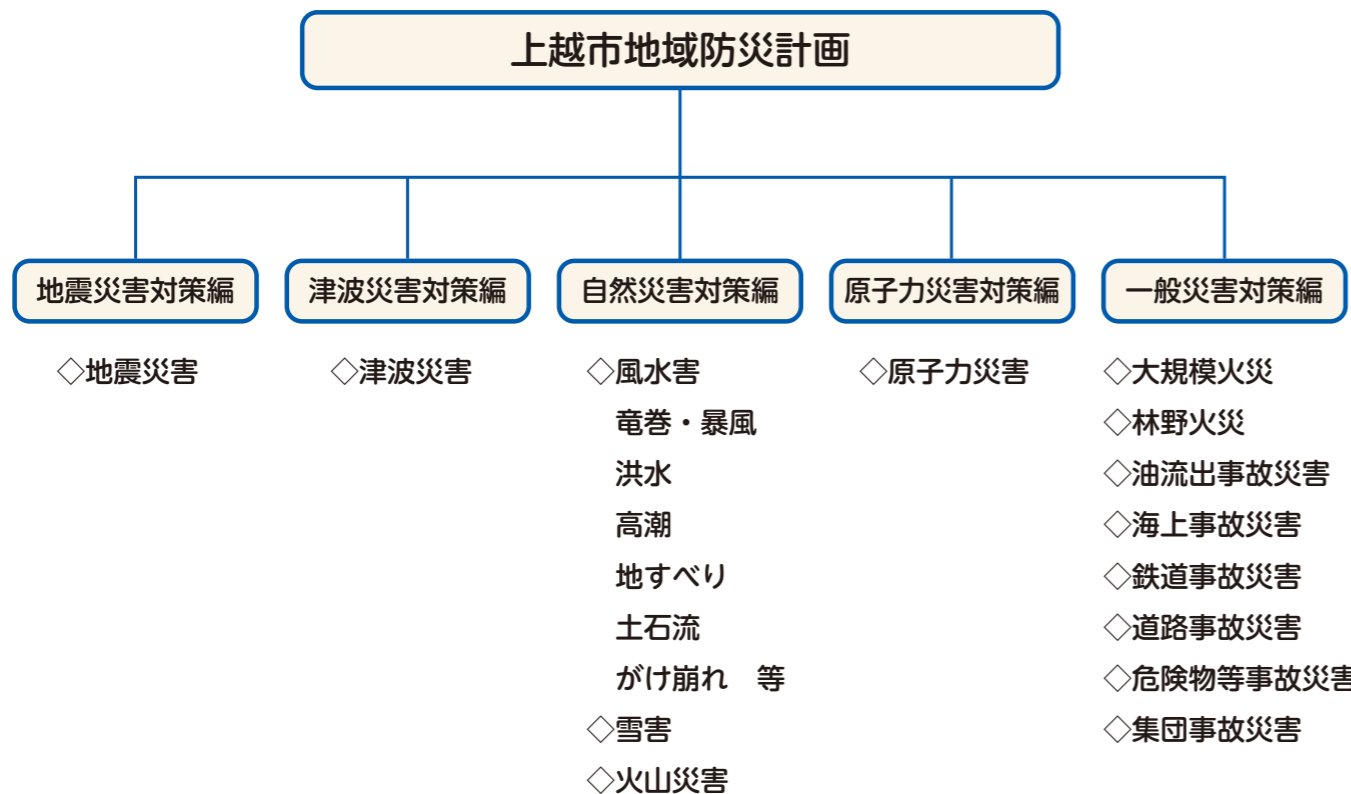 上越市地域防災計画
地震災害対策編
◇地震災害
津波災害対策編
◇津波災害
自然災害対策編
◇風水害
竜巻・暴風
洪水
高潮
地すべり
土石流
がけ崩れ　等
◇雪害
◇火山災害
原子力災害対策編
◇原子力災害
一般災害対策編
◇大規模火災
◇林野火災
◇油流出事故災害
◇海上事故災害
◇鉄道事故災害
◇道路事故災害
◇危険物等事故災害
◇集団事故災害